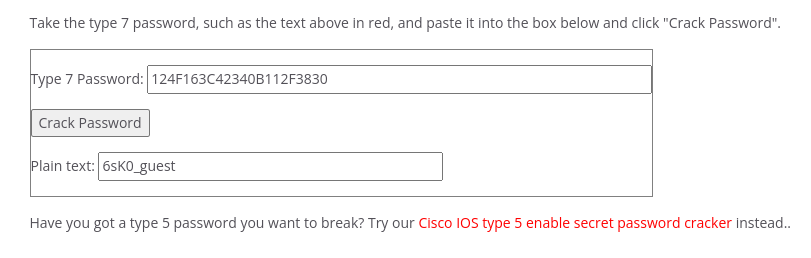 Take the type 7 password, such as the text above in red, and paste it into the box below and click "Crack Password".
Type 7 Password: 124F163C42340B112F3830
Crack Password
Plain text: 6sK0_guest
Have you got a type 5 password you want to break? Try our Cisco IOS type 5 enable secret password cracker instead..